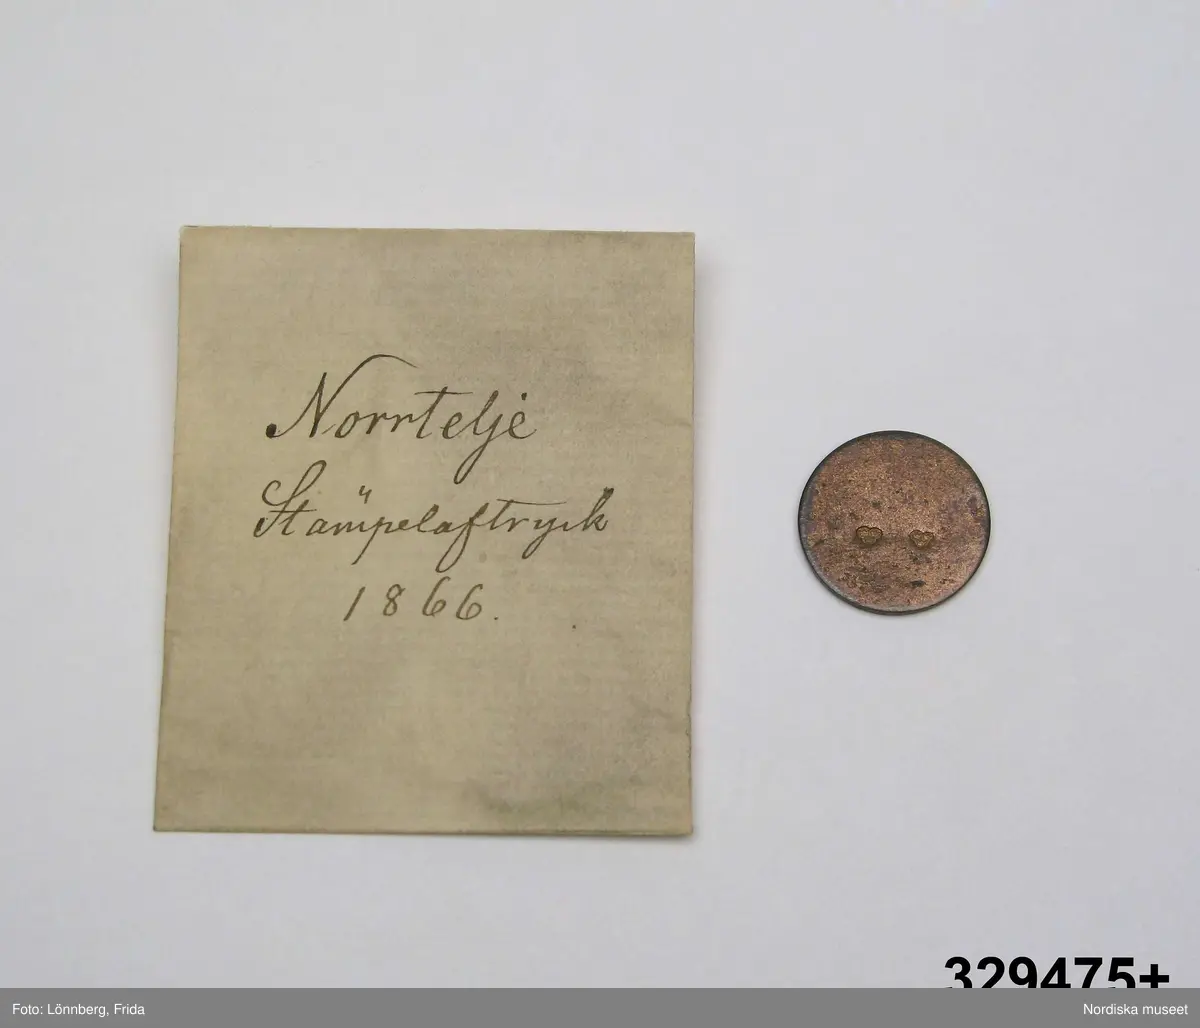 Norrtelje
Stämpelaftryck
1866.
329475+
Foto: Lönnberg, Frida
Nordiska museet